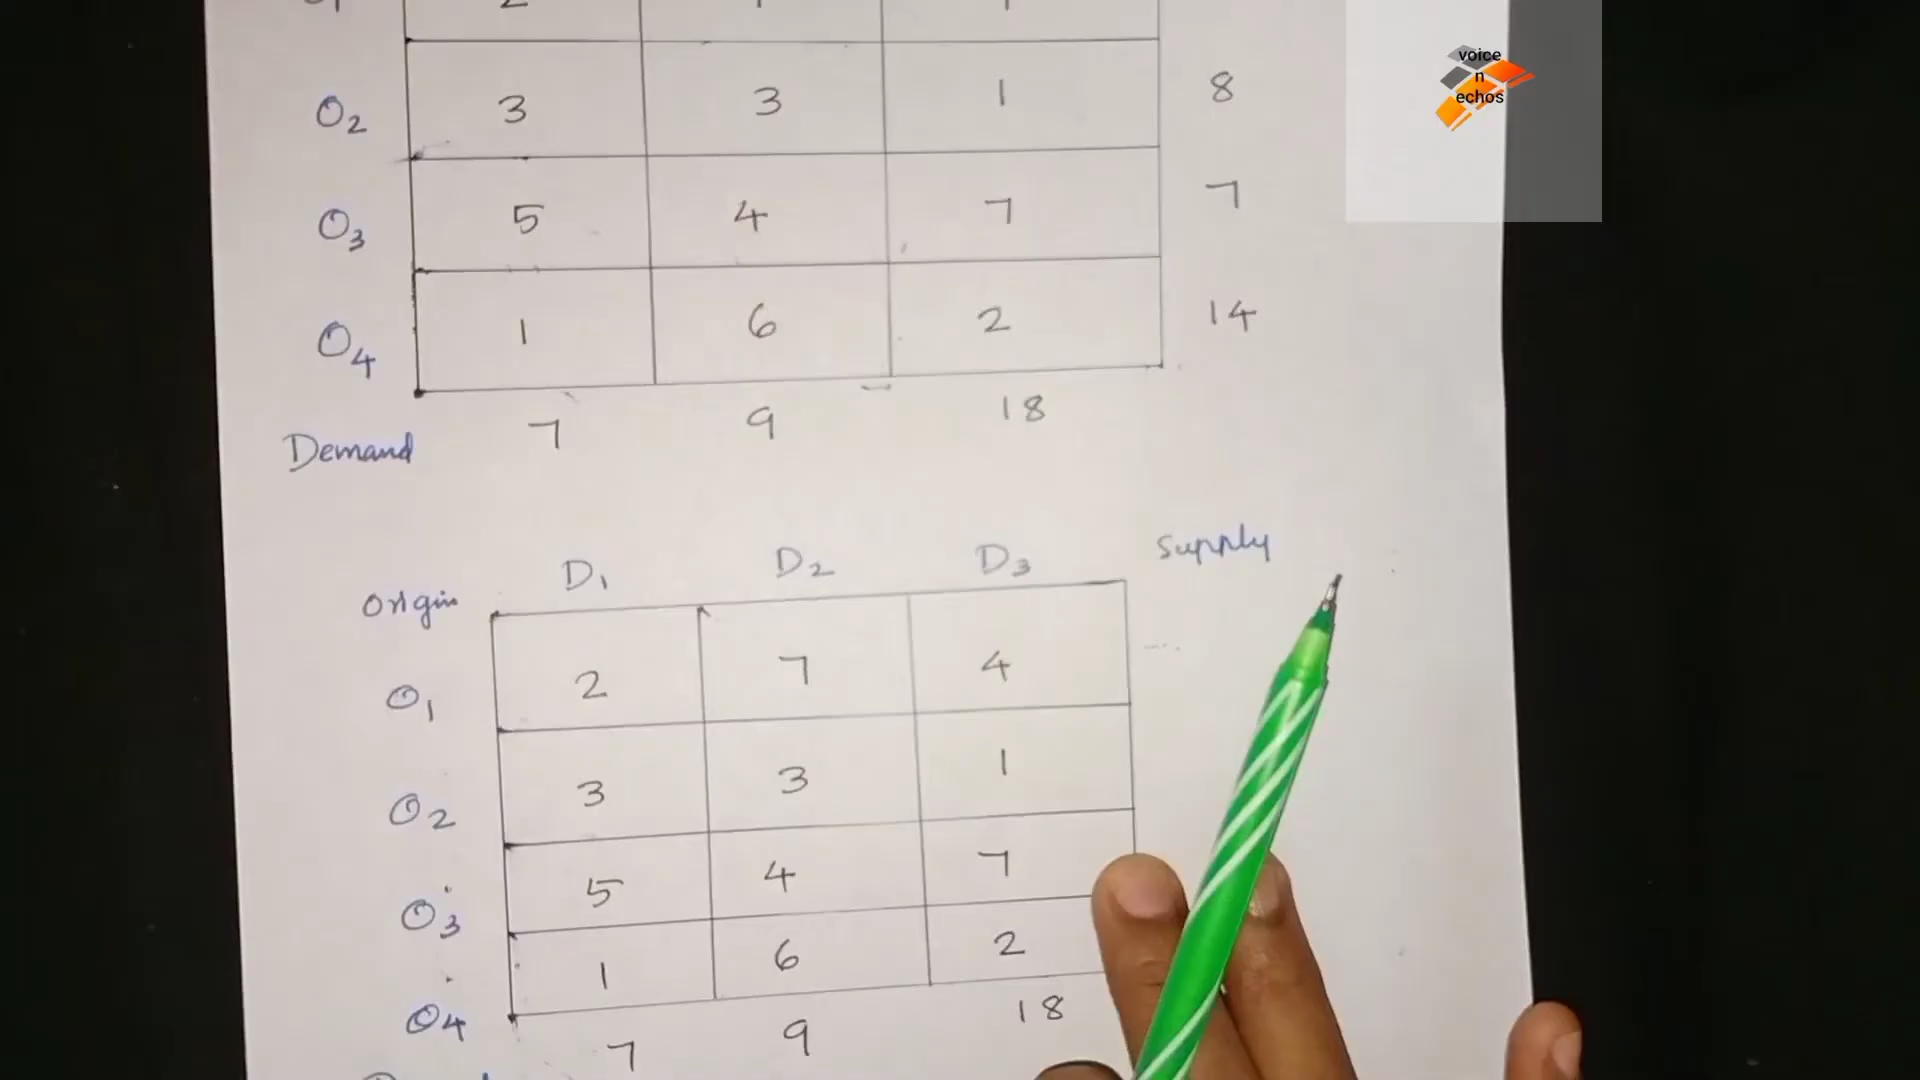 voice
n
echos
O2 3 3 1 8
O3 5 4 7 7
O4 1 6 2 14
Demand 7 9 18
Origin D1 D2 D3 Supply
O1 2 7 4
O2 3 3 1
O3 5 4 7
O4 1 6 2
7 9 18